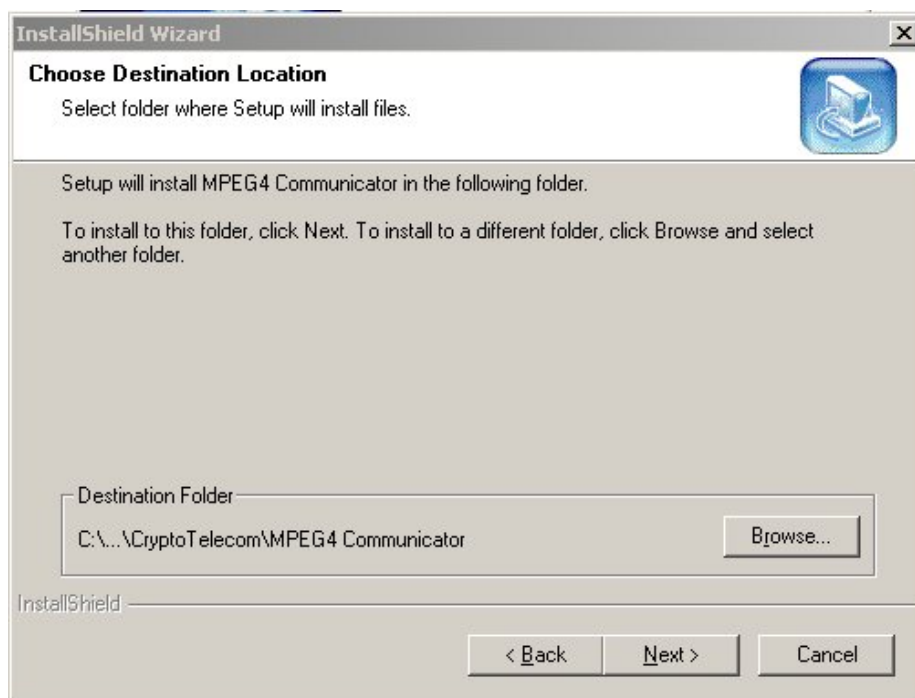 InstallShield Wizard
Choose Destination Location
Select folder where Setup will install files.
Setup will install MPEG4 Communicator in the following folder.
To install to this folder, click Next. To install to a different folder, click Browse and select
another folder.
Destination Folder
C:\...\CryptoTelecom\MPEG4 Communicator
Browse...
InstallShield
< Back
Next >
Cancel